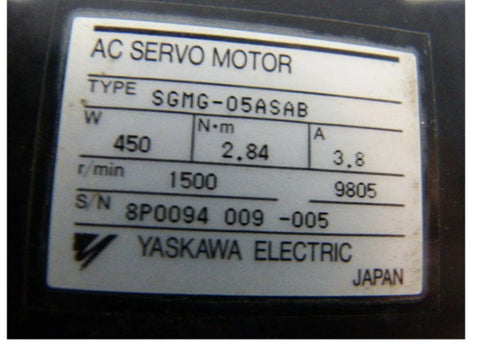 AC SERVO MOTOR
TYPE SGMG-05ASAB
W 450 N·m 2.84 A 3.8
r/min 1500 9805
S/N 8P0094 009 -005
YASKAWA ELECTRIC
JAPAN